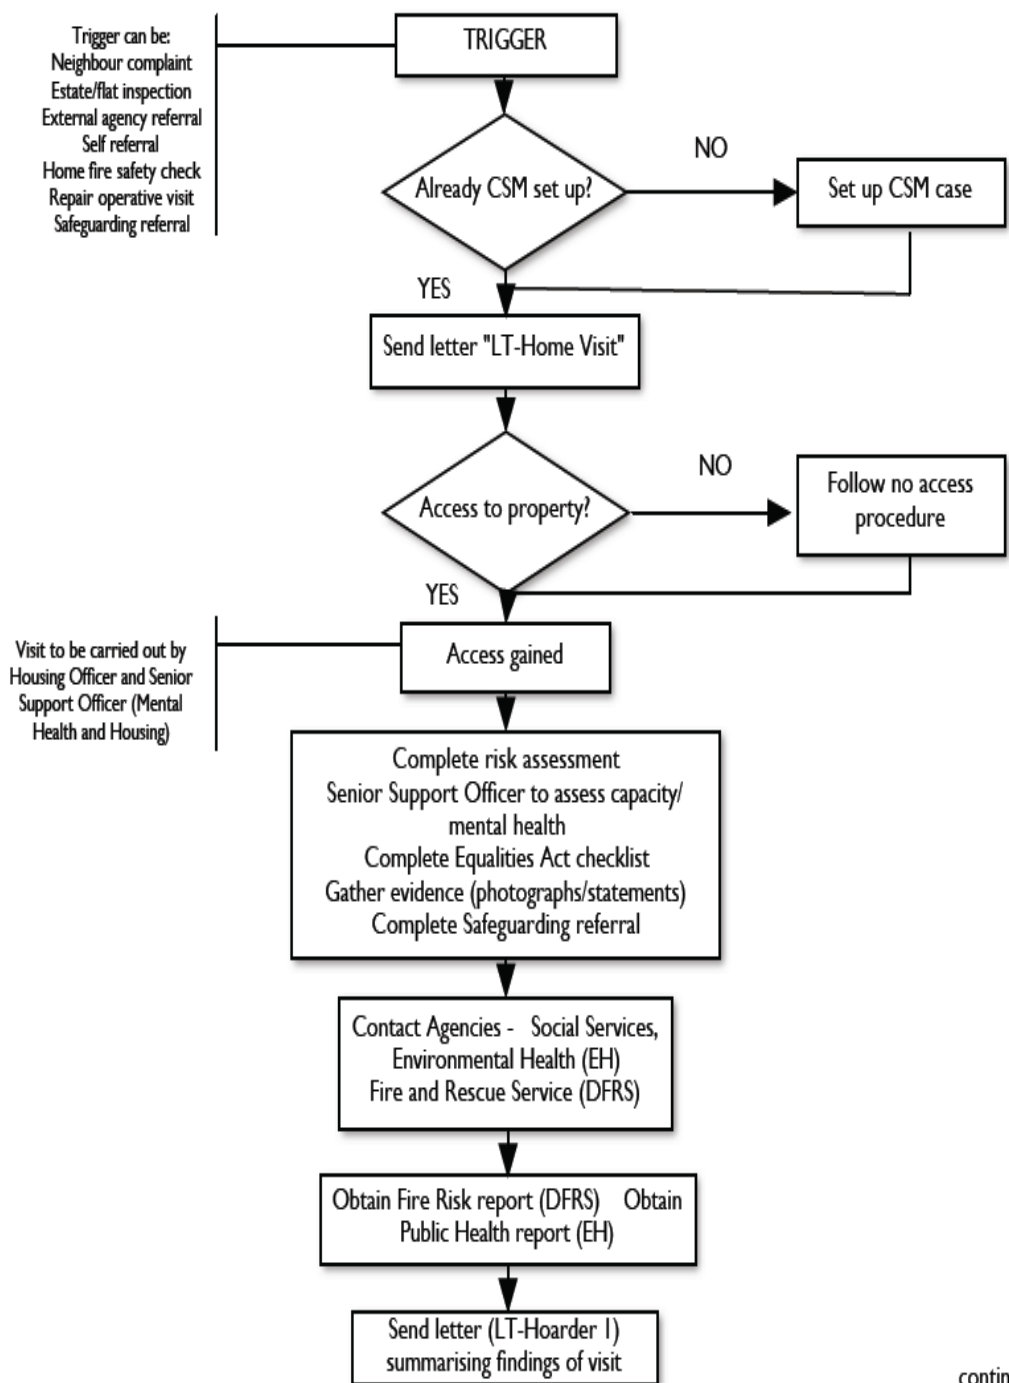 Trigger can be:
Neighbour complaint
Estate/flat inspection
External agency referral
Self referral
Home fire safety check
Repair operative visit
Safeguarding referral
TRIGGER
Already CSM set up?
NO
Set up CSM case
YES
Send letter "LT-Home Visit"
Access to property?
NO
Follow no access
procedure
YES
Visit to be carried out by
Housing Officer and Senior
Support Officer (Mental
Health and Housing)
Access gained
Complete risk assessment
Senior Support Officer to assess capacity/
mental health
Complete Equalities Act checklist
Gather evidence (photographs/statements)
Complete Safeguarding referral
Contact Agencies - Social Services,
Environmental Health (EH)
Fire and Rescue Service (DFRS)
Obtain Fire Risk report (DFRS) Obtain
Public Health report (EH)
Send letter (LT-Hoarder 1)
summarising findings of visit